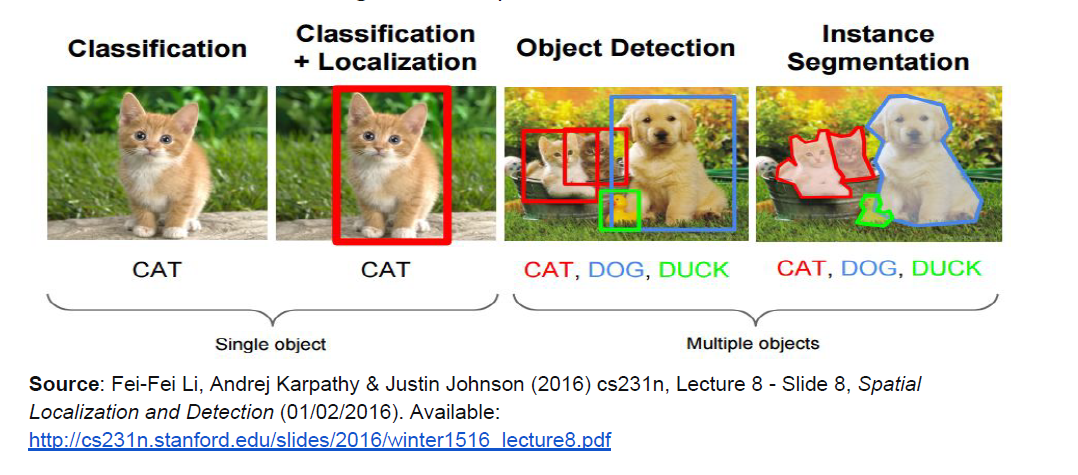 Classification
Classification
+ Localization
Object Detection
Instance
Segmentation
CAT
CAT
CAT, DOG, DUCK
CAT, DOG, DUCK
Single object
Multiple objects
Source: Fei-Fei Li, Andrej Karpathy & Justin Johnson (2016) cs231n, Lecture 8 - Slide 8, Spatial
Localization and Detection (01/02/2016). Available:
http://cs231n.stanford.edu/slides/2016/winter1516_lecture8.pdf